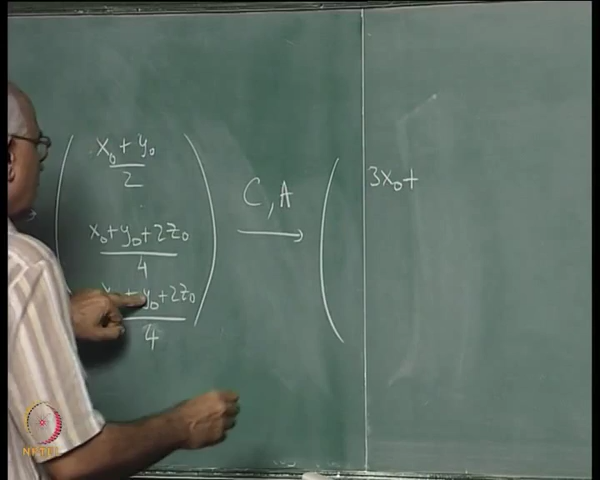 x₀ + y₀
2
x₀ + y₀ + 2z₀
4
+ y₀ + 2z₀
4
C, A
3x₀ +
NPTEL